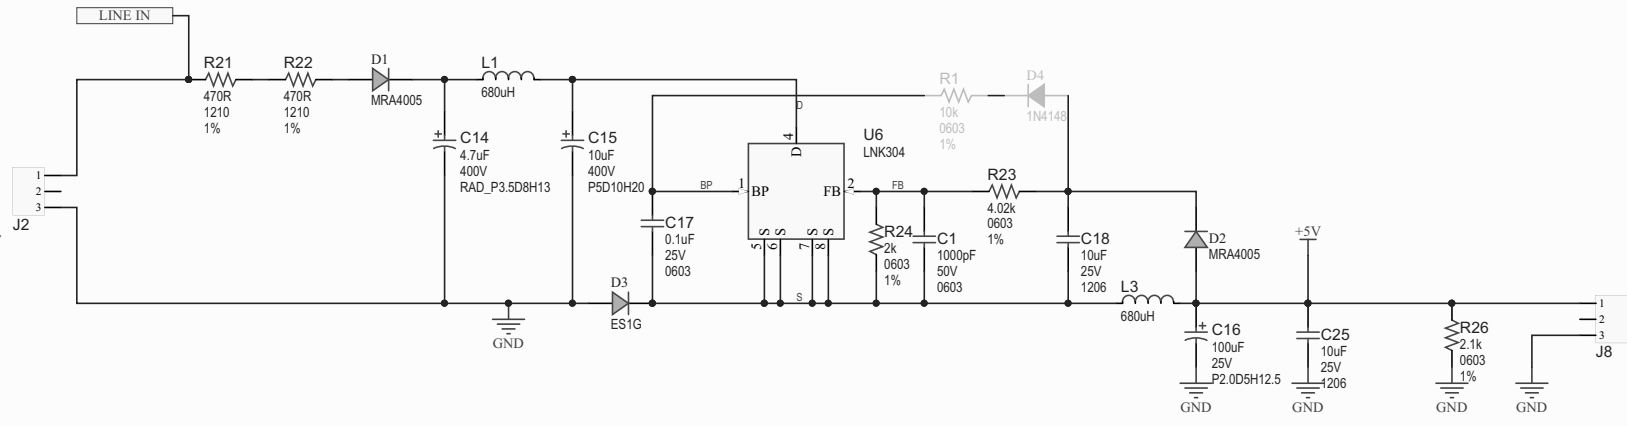 LINE IN
R21
470R
1210
1%
R22
470R
1210
1%
D1
MRA4005
L1
680uH
C14
4.7uF
400V
RAD_P3.5D8H13
C15
10uF
400V
P5D10H20
J2
1
2
3
GND
D3
ES1G
BP
C17
0.1uF
25V
0603
D
4
D
U6
LNK304
1
BP
FB
2
FB
S
S
S
S
5
6
7
8
S
R1
10k
0603
1%
D4
1N4148
R23
4.02k
0603
1%
R24
2k
0603
1%
C1
1000pF
50V
0603
C18
10uF
25V
1206
D2
MRA4005
L3
680uH
+5V
C16
100uF
25V
P2.0D5H12.5
GND
C25
10uF
25V
1206
GND
R26
2.1k
0603
1%
GND
GND
1
2
3
J8